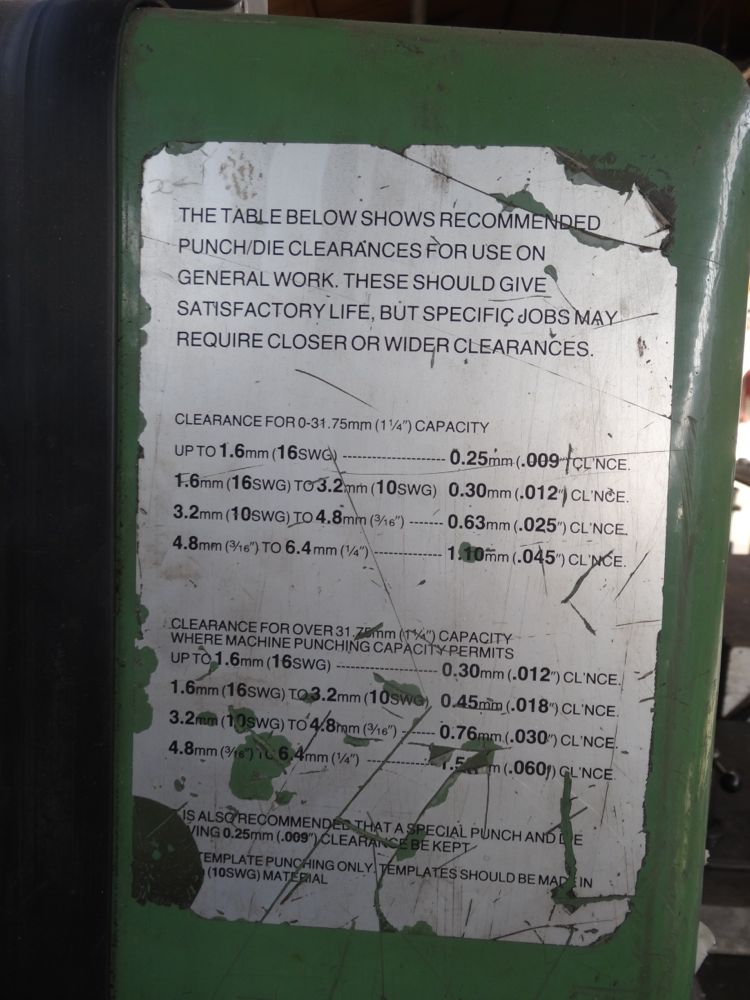 THE TABLE BELOW SHOWS RECOMMENDED
PUNCH/DIE CLEARANCES FOR USE ON
GENERAL WORK. THESE SHOULD GIVE
SATISFACTORY LIFE, BUT SPECIFIC JOBS MAY
REQUIRE CLOSER OR WIDER CLEARANCES.
CLEARANCE FOR 0-31.75mm (1¼") CAPACITY
UP TO 1.6mm (16SWG) ---------------------- 0.25mm (.009") CL'NCE.
1.6mm (16SWG) TO 3.2mm (10SWG) 0.30mm (.012") CL'NCE.
3.2mm (10SWG) TO 4.8mm (3/16") ------- 0.63mm (.025") CL'NCE.
4.8mm (3/16") TO 6.4mm (¼") -------------- 1.10mm (.045") CL'NCE.
CLEARANCE FOR OVER 31.75mm (1¼") CAPACITY
WHERE MACHINE PUNCHING CAPACITY PERMITS
UP TO 1.6mm (16SWG) --------------------- 0.30mm (.012") CL'NCE.
1.6mm (16SWG) TO 3.2mm (10SWG) 0.45mm (.018") CL'NCE.
3.2mm (10SWG) TO 4.8mm (3/16") ------- 0.76mm (.030") CL'NCE.
4.8mm (3/16") TO 6.4mm (¼") -------------- (.060") CL'NCE
IS ALSO RECOMMENDED THAT A SPECIAL PUNCH AND DIE
0.25mm (.009") CLEARANCE BE KEPT
TEMPLATE PUNCHING ONLY. TEMPLATES SHOULD BE MADE IN
(10SWG) MATERIAL